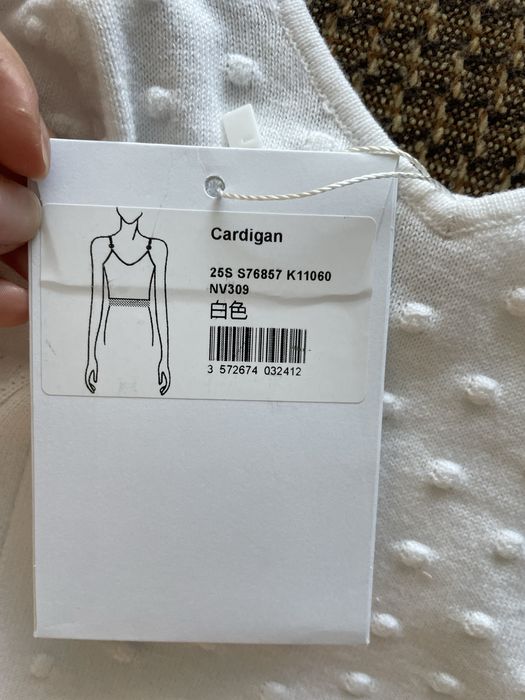 Cardigan
25S S76857 K11060
NV309
白色
3 572674 032412